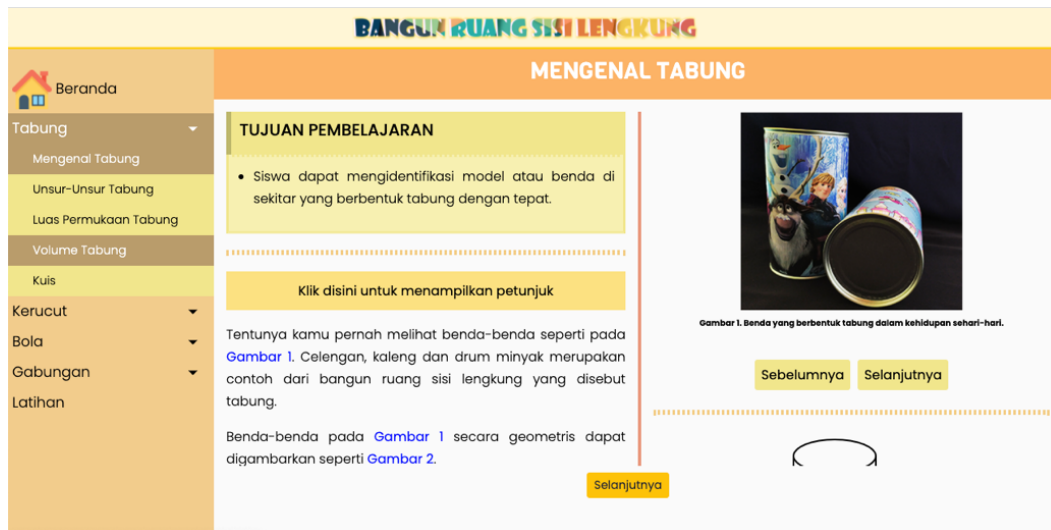 BANGUN RUANG SISI LENGKUNG
Beranda
Tabung
Mengenal Tabung
Unsur-Unsur Tabung
Luas Permukaan Tabung
Volume Tabung
Kuis
Kerucut
Bola
Gabungan
Latihan
MENGENAL TABUNG
TUJUAN PEMBELAJARAN
• Siswa dapat mengidentifikasi model atau benda di
sekitar yang berbentuk tabung dengan tepat.
Klik disini untuk menampilkan petunjuk
Tentunya kamu pernah melihat benda-benda seperti pada
Gambar 1. Celengan, kaleng dan drum minyak merupakan
contoh dari bangun ruang sisi lengkung yang disebut
tabung.
Benda-benda pada Gambar 1 secara geometris dapat
digambarkan seperti Gambar 2.
Gambar 1. Benda yang berbentuk tabung dalam kehidupan sehari-hari.
Sebelumnya
Selanjutnya
Selanjutnya